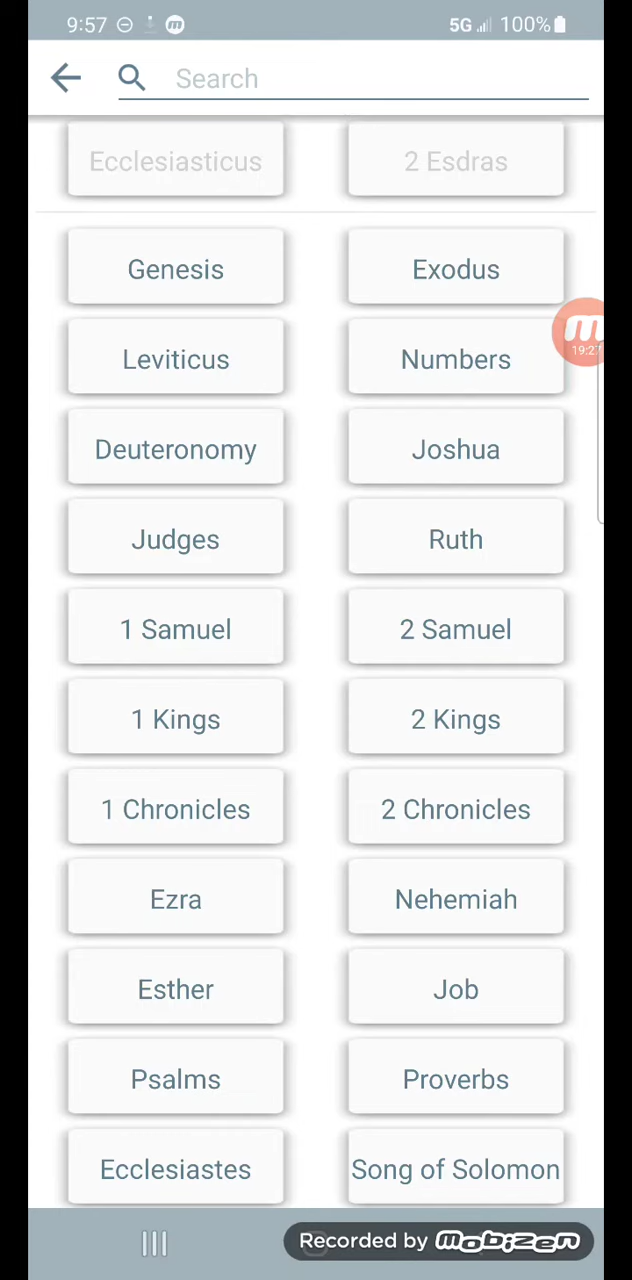 9:57 m 5G 100%
Search
Ecclesiasticus 2 Esdras
Genesis Exodus
m
19:27
Leviticus Numbers
Deuteronomy Joshua
Judges Ruth
1 Samuel 2 Samuel
1 Kings 2 Kings
1 Chronicles 2 Chronicles
Ezra Nehemiah
Esther Job
Psalms Proverbs
Ecclesiastes Song of Solomon
Recorded by mobizen